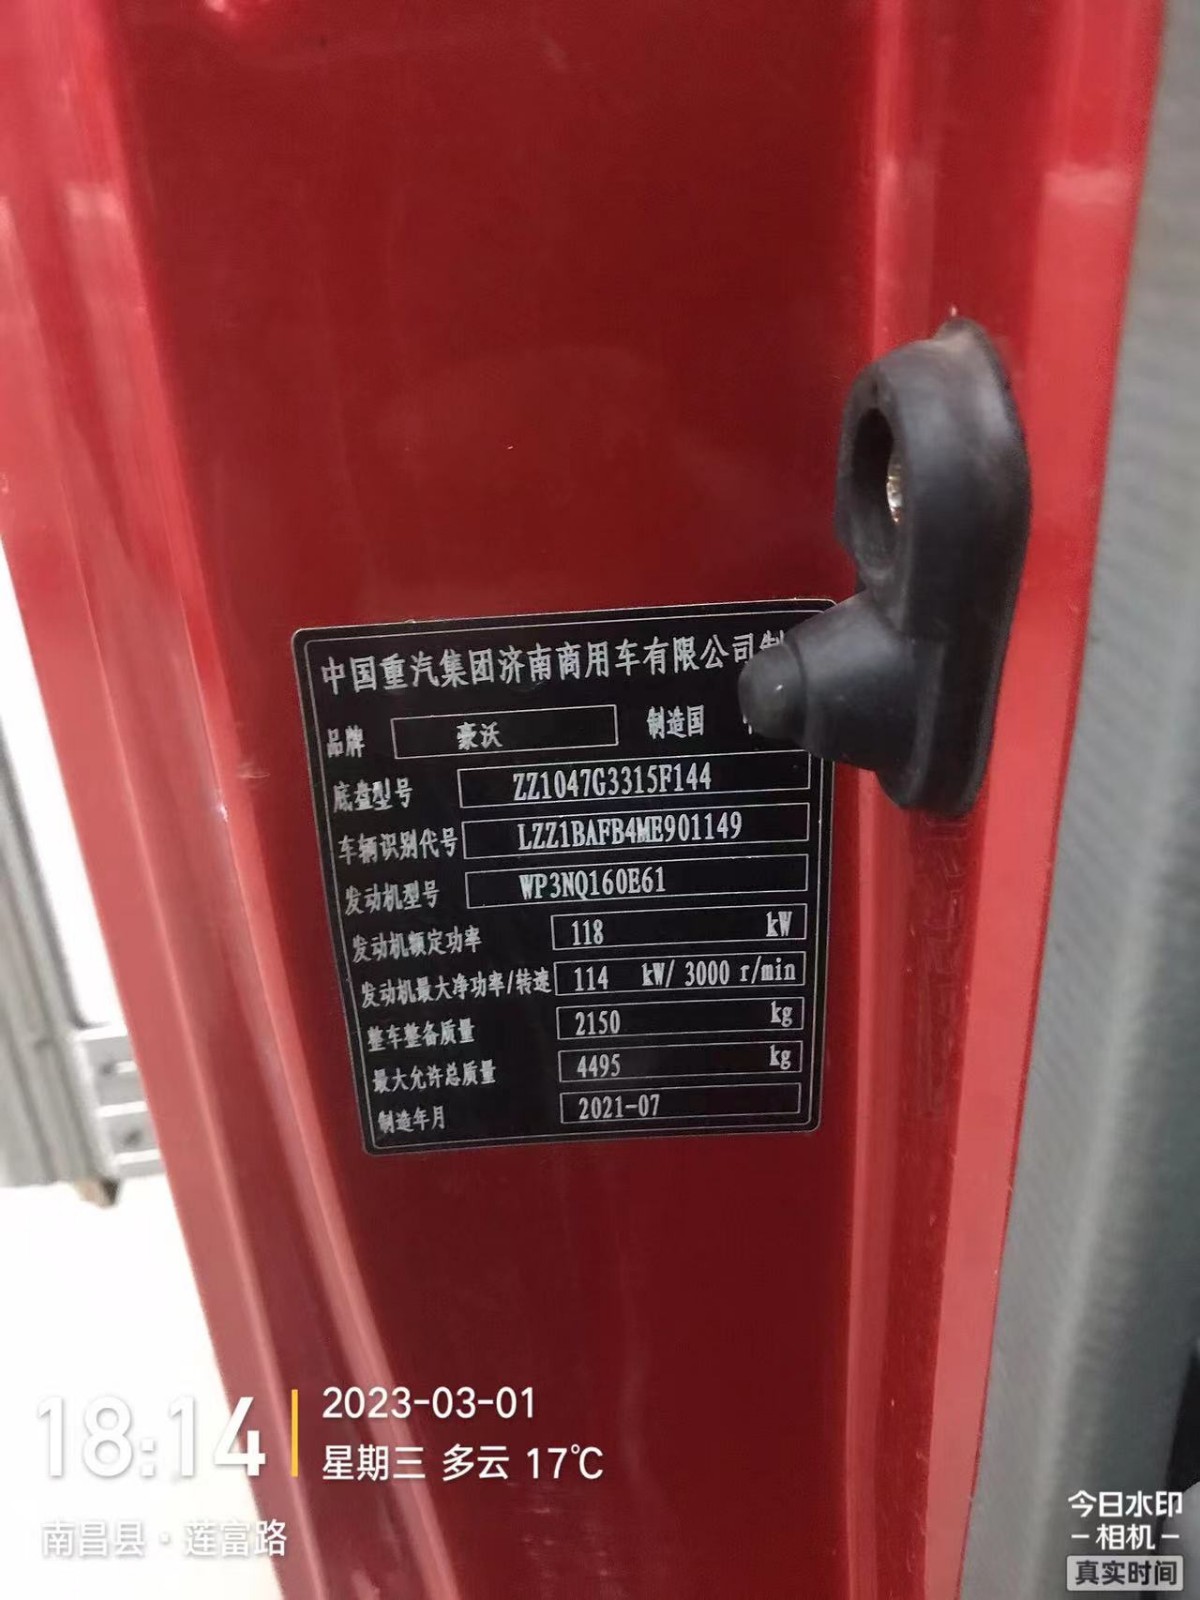 中国重汽集团济南商用车有限公司制
品牌 豪沃 制造国
底盘型号 ZZ1047G3315F144
车辆识别代号 LZZ1BAFB4ME901149
发动机型号 WP3NQ160E61
发动机额定功率 118 kW
发动机最大净功率/转速 114 kW/ 3000 r/min
整车整备质量 2150 kg
最大允许总质量 4495 kg
制造年月 2021-07
18:14
2023-03-01
星期三 多云 17℃
南昌县·莲富路
今日水印
-相机-
真实时间